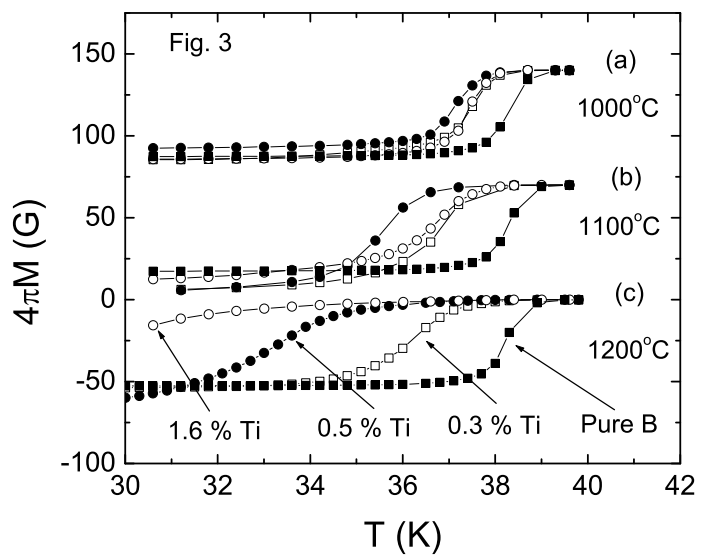 Fig. 3
(a)
1000°C
(b)
1100°C
(c)
1200°C
1.6 % Ti
0.5 % Ti
0.3 % Ti
Pure B
150
100
50
0
-50
-100
4πM (G)
30 32 34 36 38 40 42
T (K)